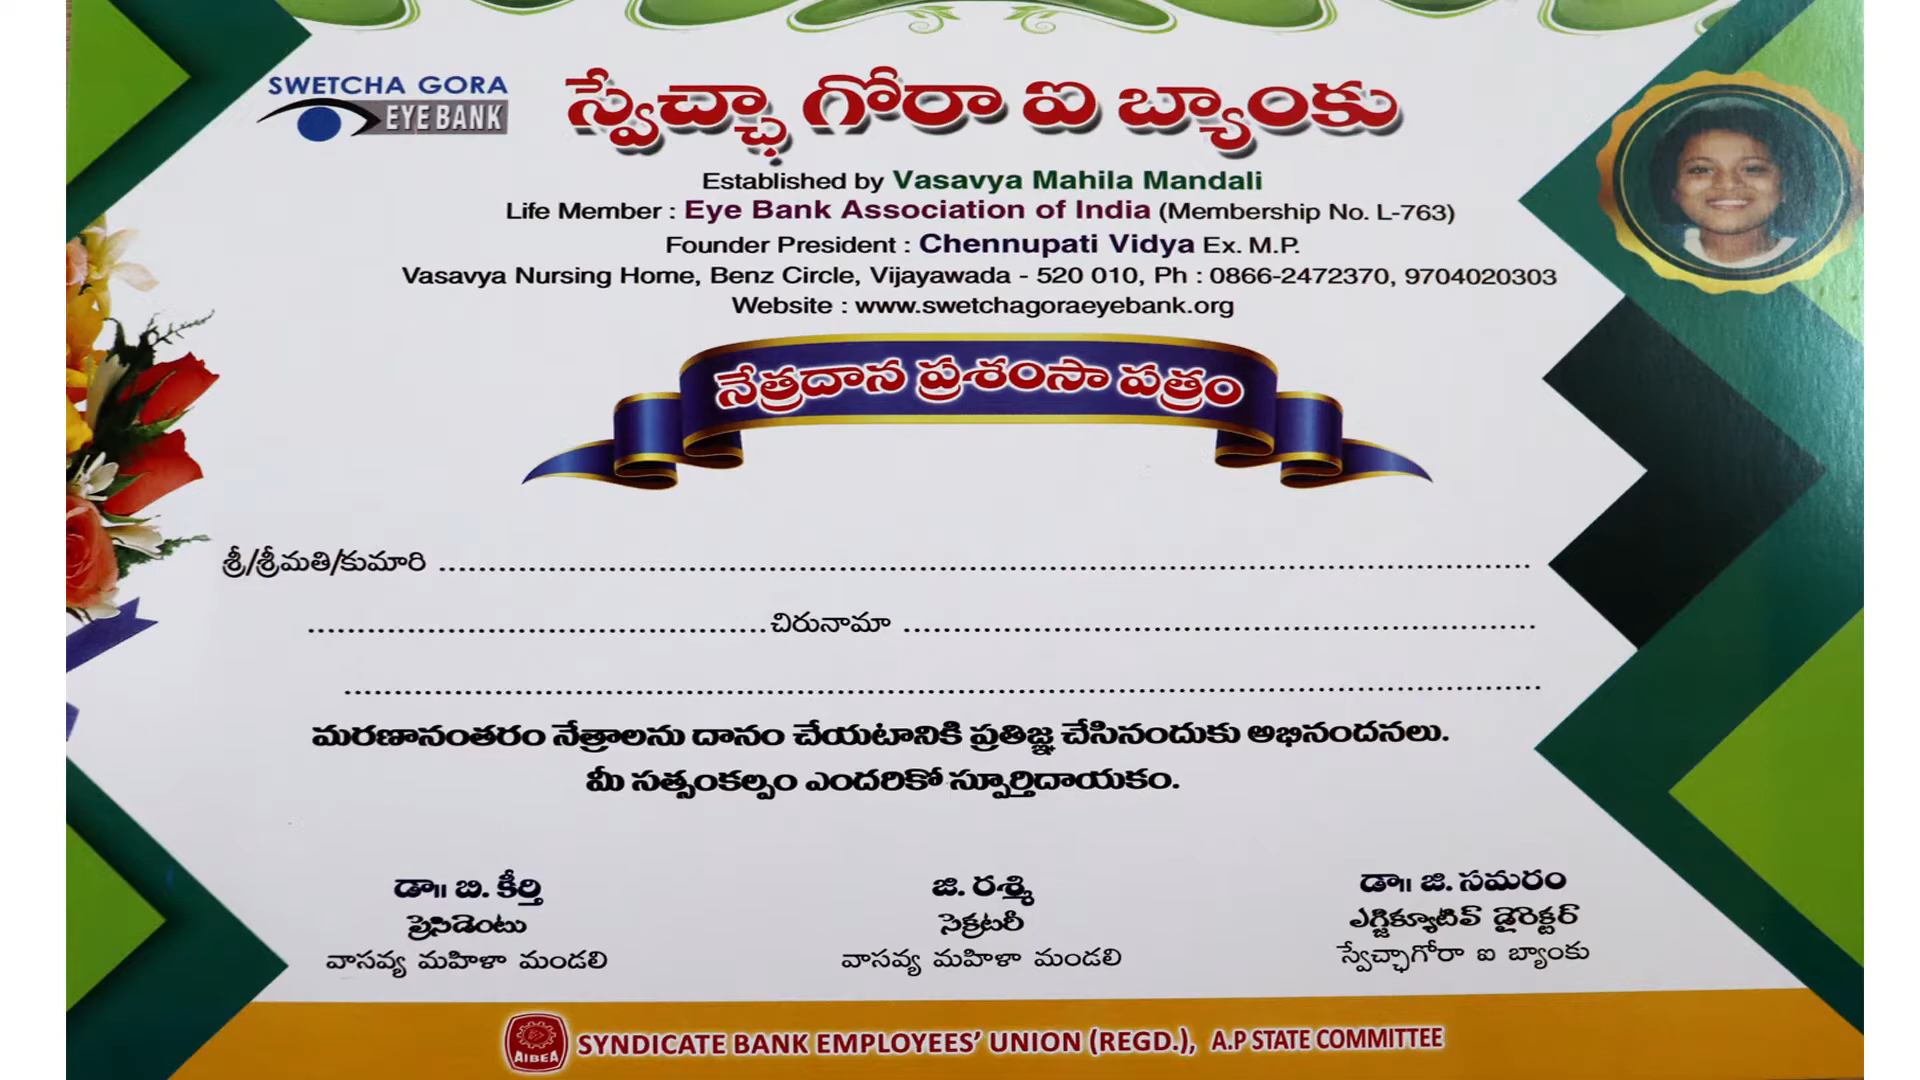 SWETCHA GORA
EYE BANK
స్వేచ్ఛా గోరా ఐ బ్యాంకు
Established by Vasavya Mahila Mandali
Life Member : Eye Bank Association of India (Membership No. L-763)
Founder President : Chennupati Vidya Ex. M.P.
Vasavya Nursing Home, Benz Circle, Vijayawada - 520 010, Ph : 0866-2472370, 9704020303
Website : www.swetchagoraeyebank.org
నేత్రదాన ప్రశంసా పత్రం
శ్రీ/శ్రీమతి/కుమారి ........................................................................
........................................చిరునామా ........................................
........................................................................
మరణానంతరం నేత్రాలను దానం చేయటానికి ప్రతిజ్ఞ చేసినందుకు అభినందనలు.
మీ సత్సంకల్పం ఎందరికో స్ఫూర్తిదాయకం.
డా॥ బి. కీర్తి
ప్రెసిడెంటు
వాసవ్య మహిళా మండలి
జి. రశ్మి
సెక్రటరీ
వాసవ్య మహిళా మండలి
డా॥ జి. సమరం
ఎగ్జిక్యూటివ్ డైరెక్టర్
స్వేచ్ఛాగోరా ఐ బ్యాంకు
AIBEA
SYNDICATE BANK EMPLOYEES' UNION (REGD.), A.P STATE COMMITTEE